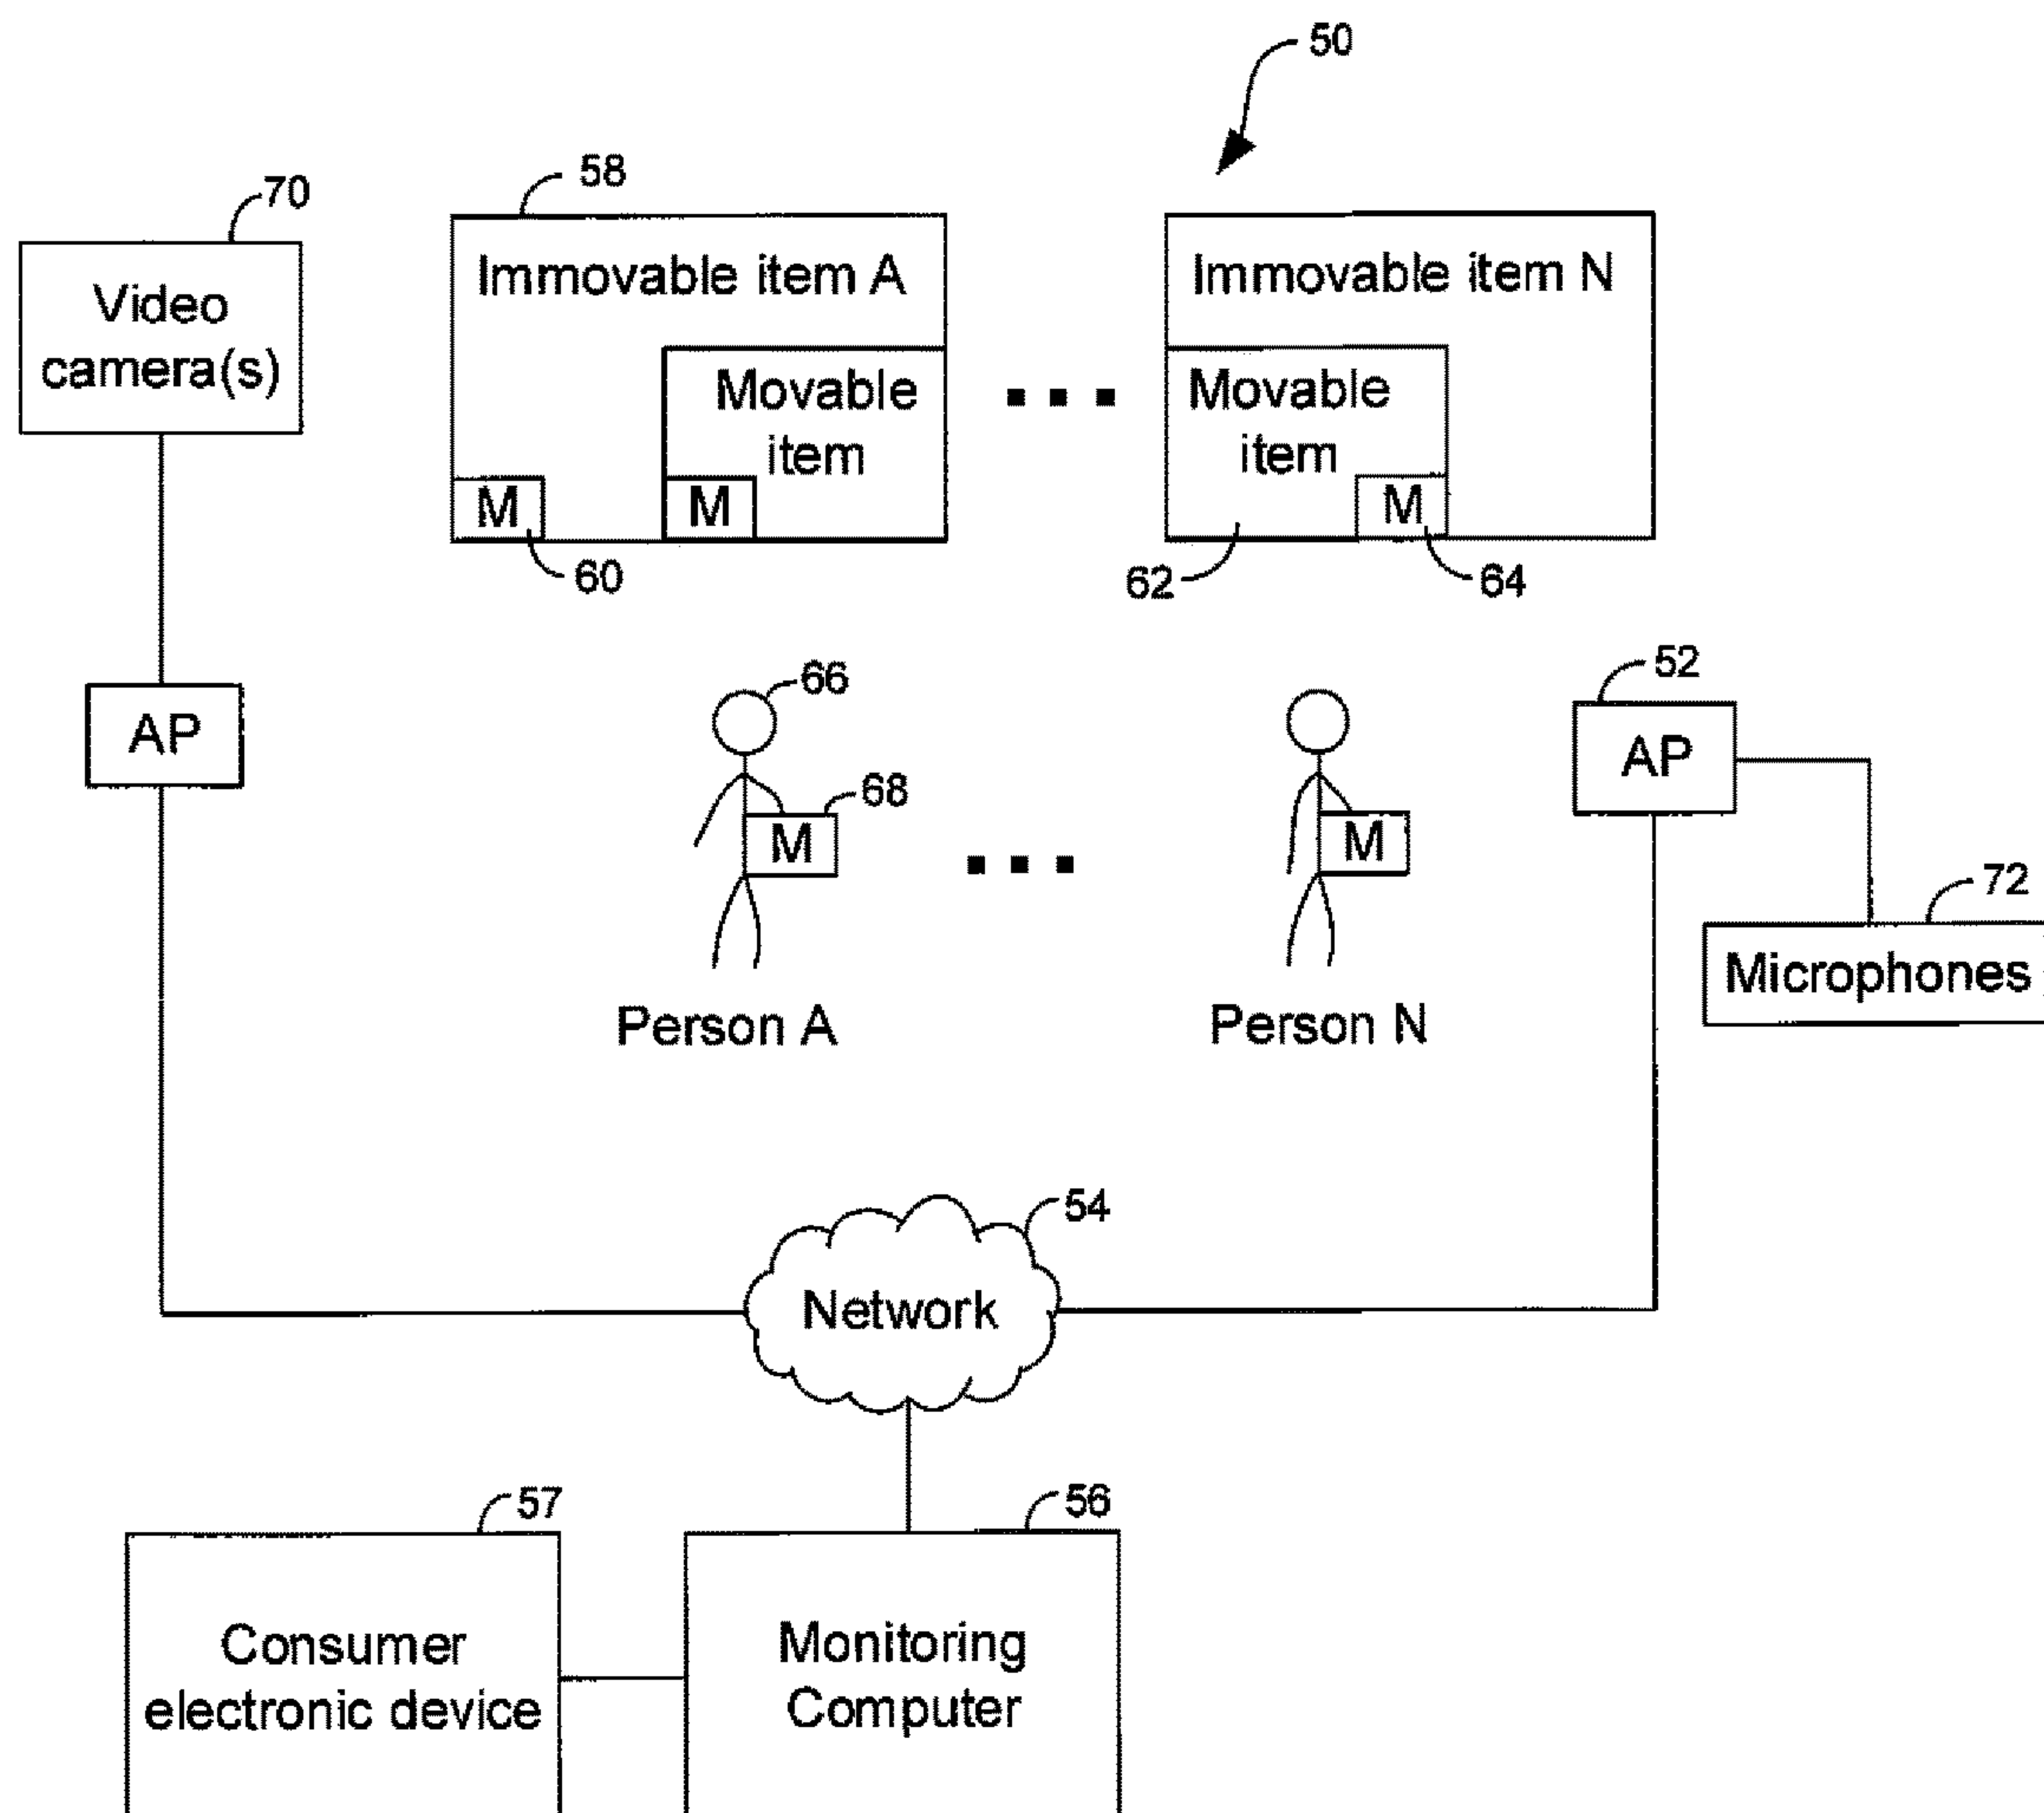 50
70
58
Video
camera(s)
Immovable item A
Immovable item N
Movable
item
Movable
item
M
M
M
60
62
64
66
52
AP
AP
68
M
M
72
Microphones
Person A
Person N
54
Network
57
56
Consumer
electronic device
Monitoring
Computer